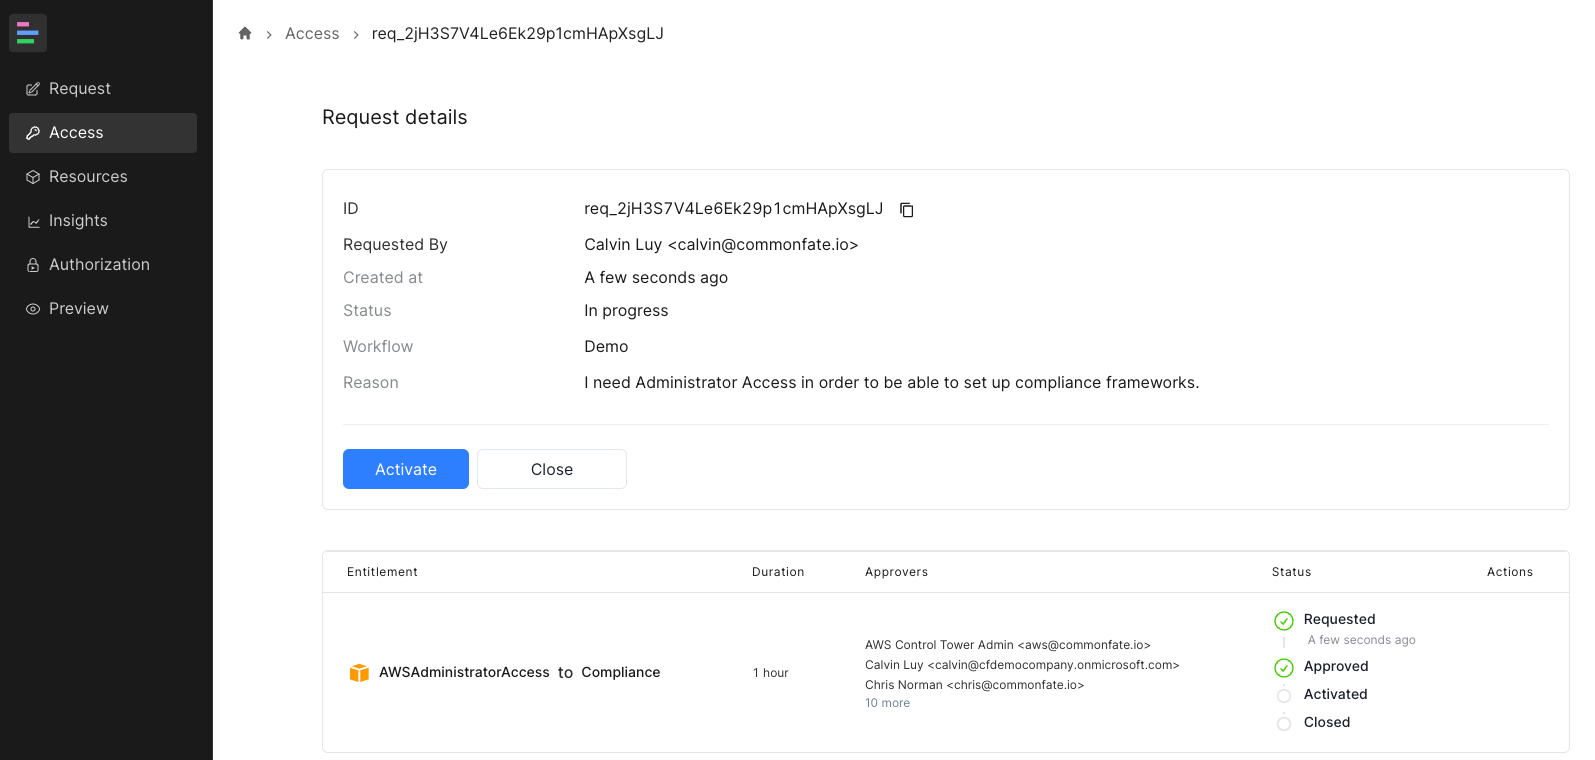 Access
req_2jH3S7V4Le6Ek29p1cmHApXsgLJ
Request
Access
Resources
Insights
Authorization
Preview
Request details
ID req_2jH3S7V4Le6Ek29p1cmHApXsgLJ
Requested By Calvin Luy <calvin@commonfate.io>
Created at A few seconds ago
Status In progress
Workflow Demo
Reason I need Administrator Access in order to be able to set up compliance frameworks.
Activate Close
Entitlement Duration Approvers Status Actions
AWSAdministratorAccess to Compliance
1 hour
AWS Control Tower Admin <aws@commonfate.io>
Calvin Luy <calvin@cfdemocompany.onmicrosoft.com>
Chris Norman <chris@commonfate.io>
10 more
Requested
A few seconds ago
Approved
Activated
Closed